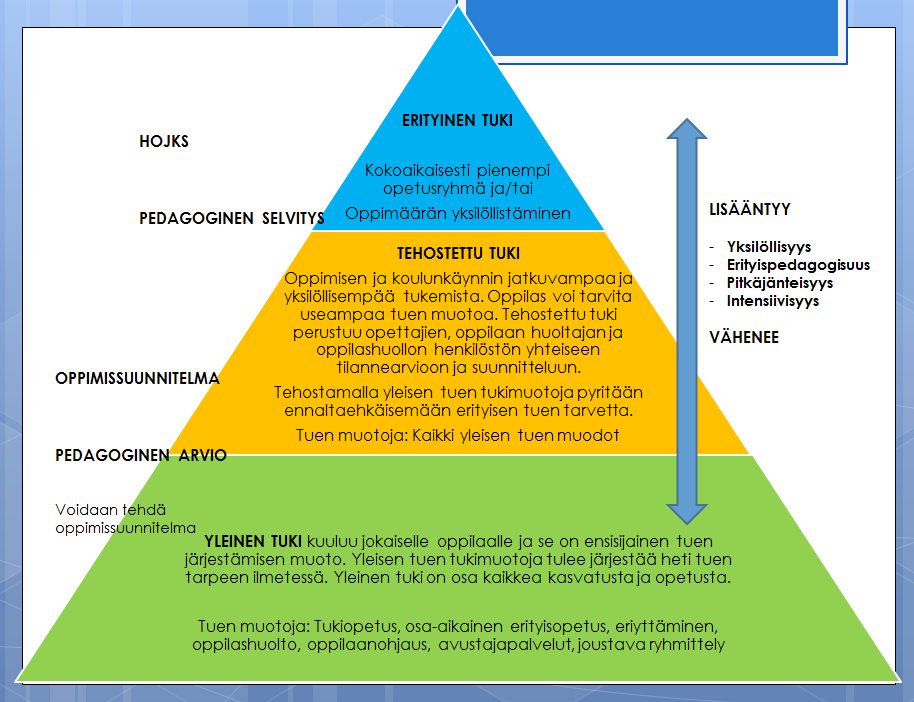 ERITYINEN TUKI
HOJKS
Kokoaikaisesti pienempi
opetusryhmä ja/tai
Oppimäärän yksilöllistäminen
PEDAGOGINEN SELVITYS
LISÄÄNTYY
- Yksilöllisyys
- Erityispedagogisuus
- Pitkäjänteisyys
- Intensiivisyys
VÄHENEE
TEHOSTETTU TUKI
Oppimisen ja koulunkäynnin jatkuvampaa ja
yksilöllisempää tukemista. Oppilas voi tarvita
useampaa tuen muotoa. Tehostettu tuki
perustuu opettajien, oppilaan huoltajan ja
oppilashuollon henkilöstön yhteiseen
tilannearvioon ja suunnitteluun.
Tehostamalla yleisen tuen tukimuotoja pyritään
ennaltaehkäisemään erityisen tuen tarvetta.
Tuen muotoja: Kaikki yleisen tuen muodot
OPPIMISSUUNNITELMA
PEDAGOGINEN ARVIO
Voidaan tehdä
oppimissuunnitelma
YLEINEN TUKI kuuluu jokaiselle oppilaalle ja se on ensisijainen tuen
järjestämisen muoto. Yleisen tuen tukimuotoja tulee järjestää heti tuen
tarpeen ilmetessä. Yleinen tuki on osa kaikkea kasvatusta ja opetusta.
Tuen muotoja: Tukiopetus, osa-aikainen erityisopetus, eriyttäminen,
oppilashuolto, oppilaanohjaus, avustajapalvelut, joustava ryhmittely